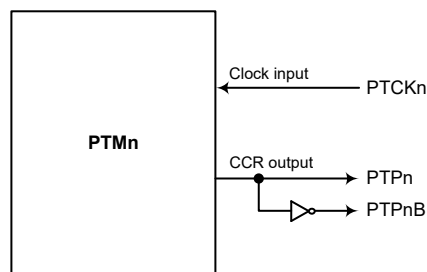 Clock input
PTCKn
PTMn
CCR output
PTPn
PTPnB